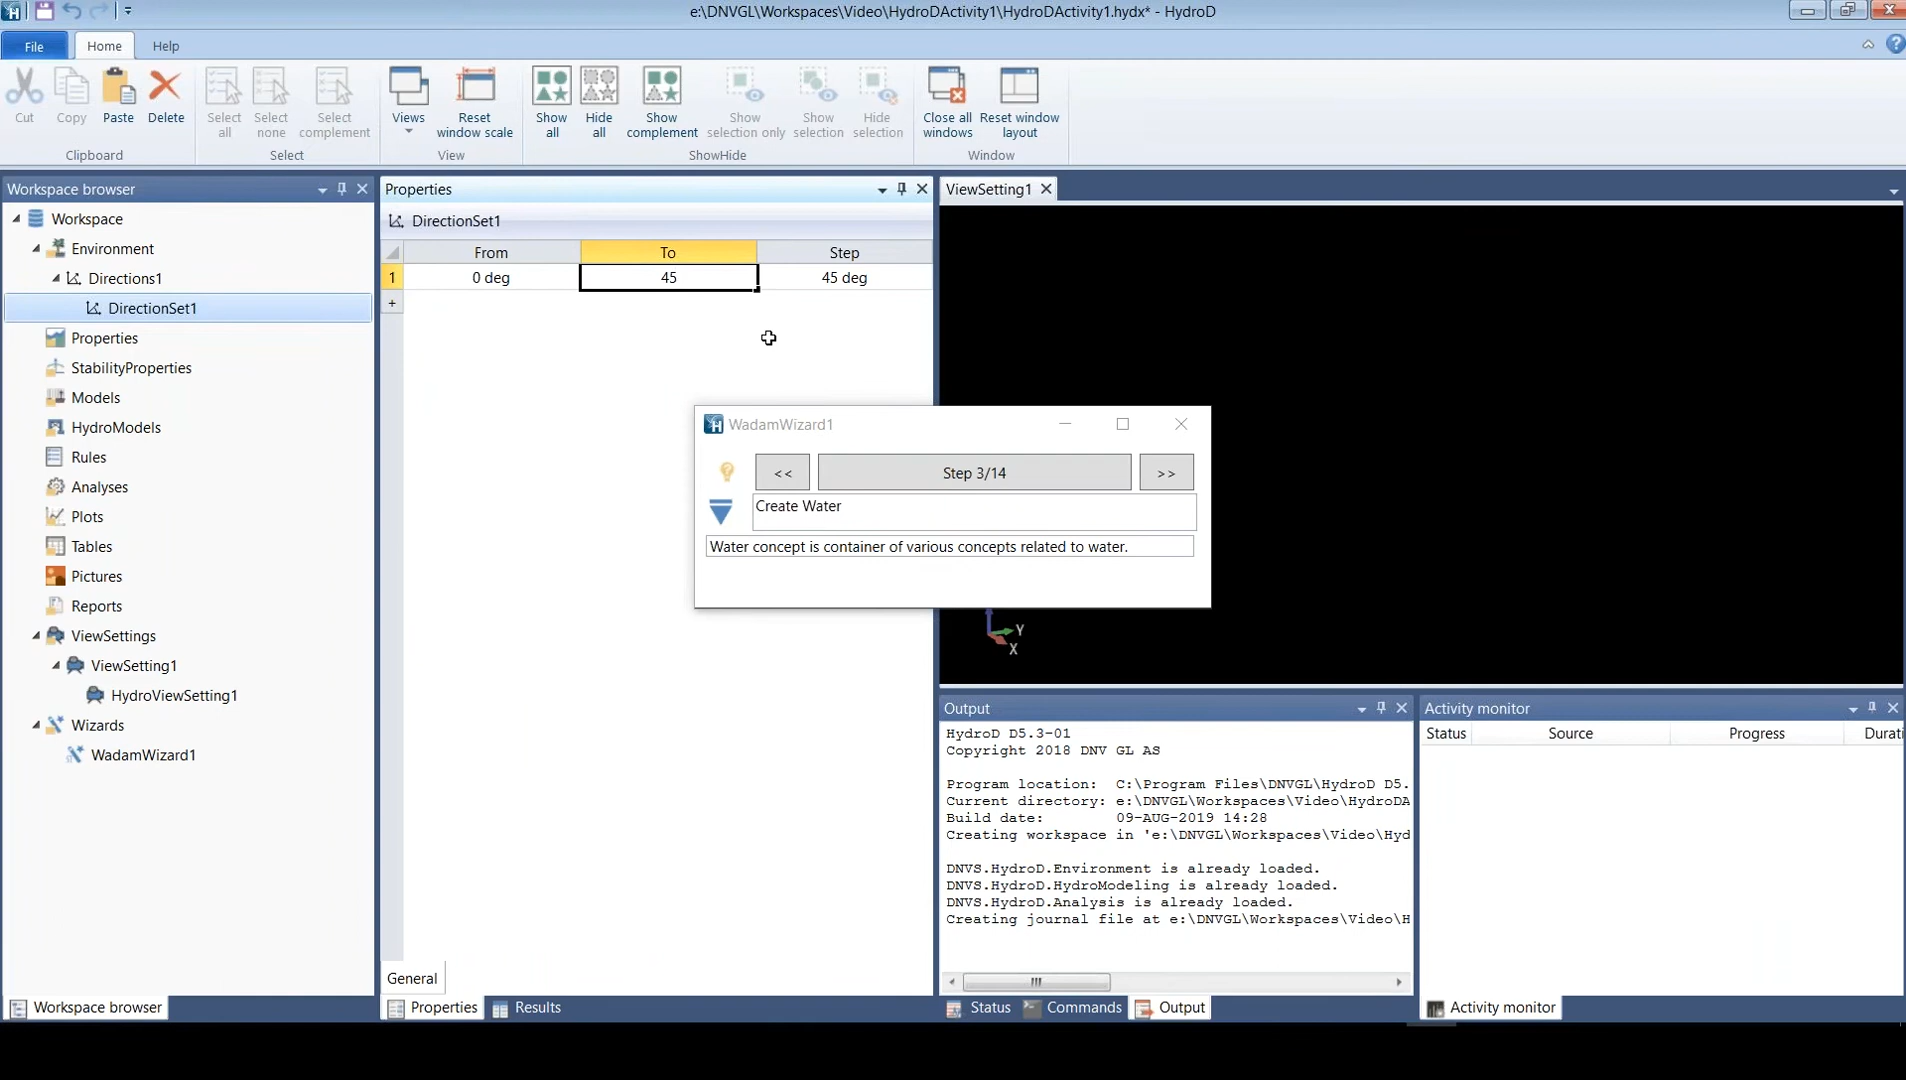 e:\DNVGL\Workspaces\Video\HydroDActivity1\HydroDActivity1.hydx* - HydroD
File Home Help
Cut Copy Paste Delete
Clipboard
Select all Select none Select complement
Select
Views Reset window scale
View
Show all Hide all Show complement Show selection only Show selection Hide selection
ShowHide
Close all windows Reset window layout
Window
Workspace browser
Workspace
Environment
Directions1
DirectionSet1
Properties
StabilityProperties
Models
HydroModels
Rules
Analyses
Plots
Tables
Pictures
Reports
ViewSettings
ViewSetting1
HydroViewSetting1
Wizards
WadamWizard1
Workspace browser
Properties
DirectionSet1
From To Step
1 0 deg 45 45 deg
+
General
Properties Results
ViewSetting1
Y
X
WadamWizard1
<< Step 3/14 >>
Create Water
Water concept is container of various concepts related to water.
Output
HydroD D5.3-01
Copyright 2018 DNV GL AS
Program location: C:\Program Files\DNVGL\HydroD D5.
Current directory: e:\DNVGL\Workspaces\Video\HydroDA
Build date: 09-AUG-2019 14:28
Creating workspace in 'e:\DNVGL\Workspaces\Video\Hyd
DNVS.HydroD.Environment is already loaded.
DNVS.HydroD.HydroModeling is already loaded.
DNVS.HydroD.Analysis is already loaded.
Creating journal file at e:\DNVGL\Workspaces\Video\H
Status Commands Output
Activity monitor
Status Source Progress Durati
Activity monitor